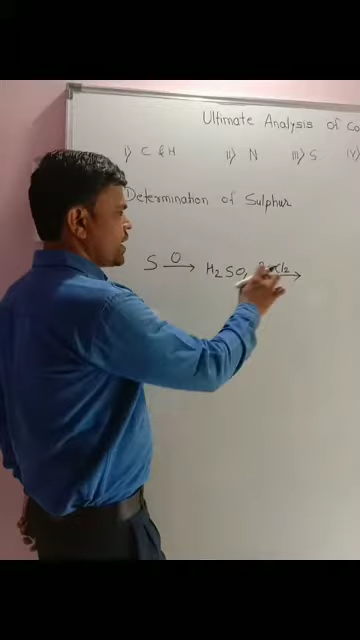 Ultimate Analysis of Co
i) C & H ii) N iii) S iv)
Determination of Sulphur
S O → H2SO4 BaCl2 →